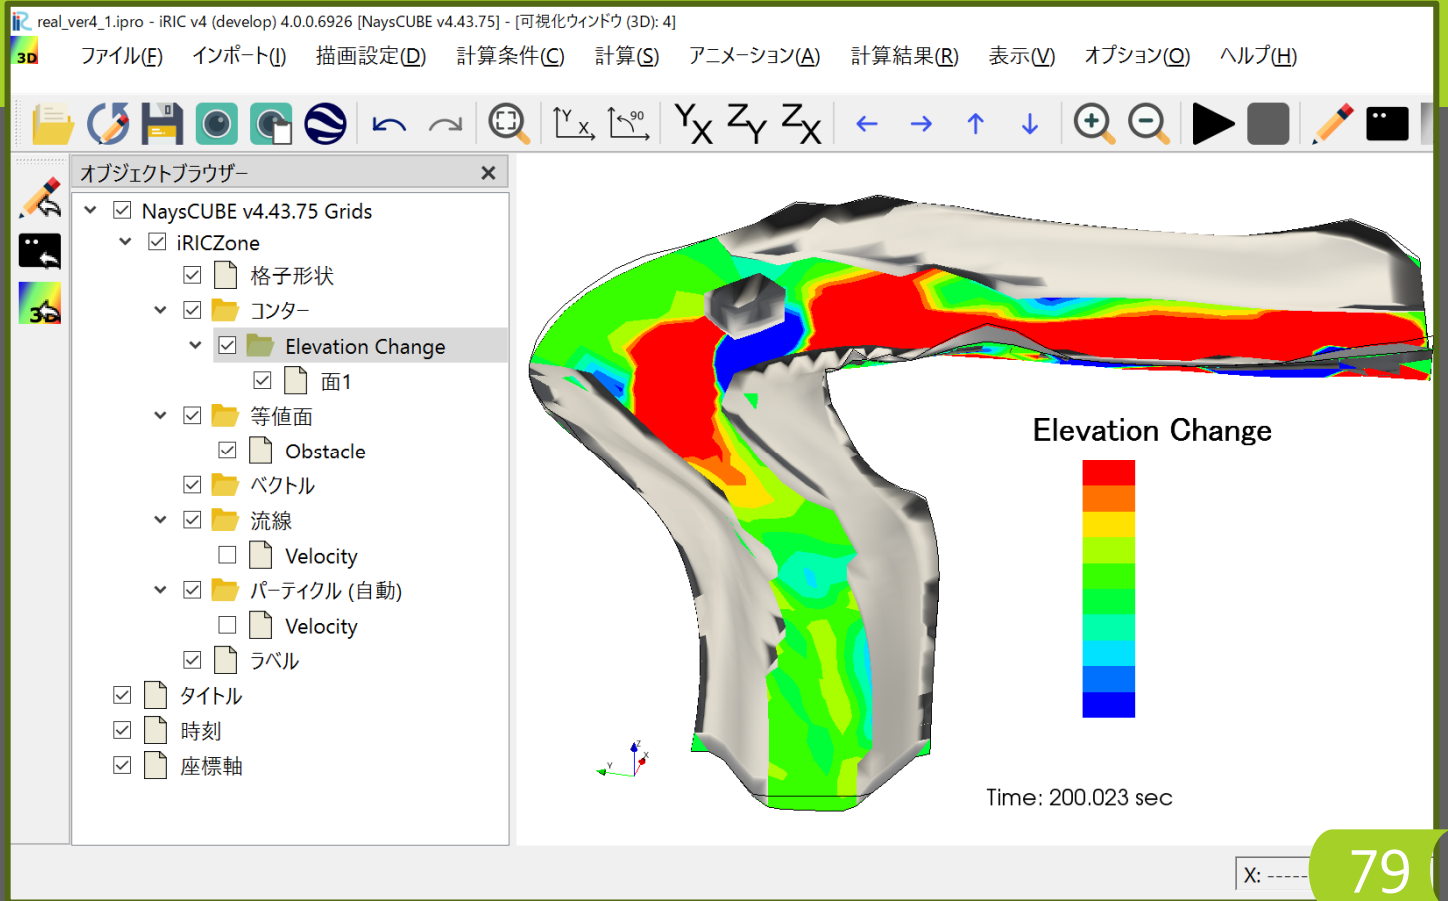 real_ver4_1.ipro - iRIC v4 (develop) 4.0.0.6926 [NaysCUBE v4.43.75] - [可視化ウィンドウ (3D): 4]
3D ファイル(F) インポート(I) 描画設定(D) 計算条件(C) 計算(S) アニメーション(A) 計算結果(R) 表示(V) オプション(O) ヘルプ(H)
Y X 90 Y X Z Y Z X
オブジェクトブラウザー
NaysCUBE v4.43.75 Grids
iRICZone
格子形状
コンター
Elevation Change
面1
等値面
Obstacle
ベクトル
流線
Velocity
パーティクル (自動)
Velocity
ラベル
タイトル
時刻
座標軸
3D
Elevation Change
Z
X
Y
Time: 200.023 sec
X: -----
79